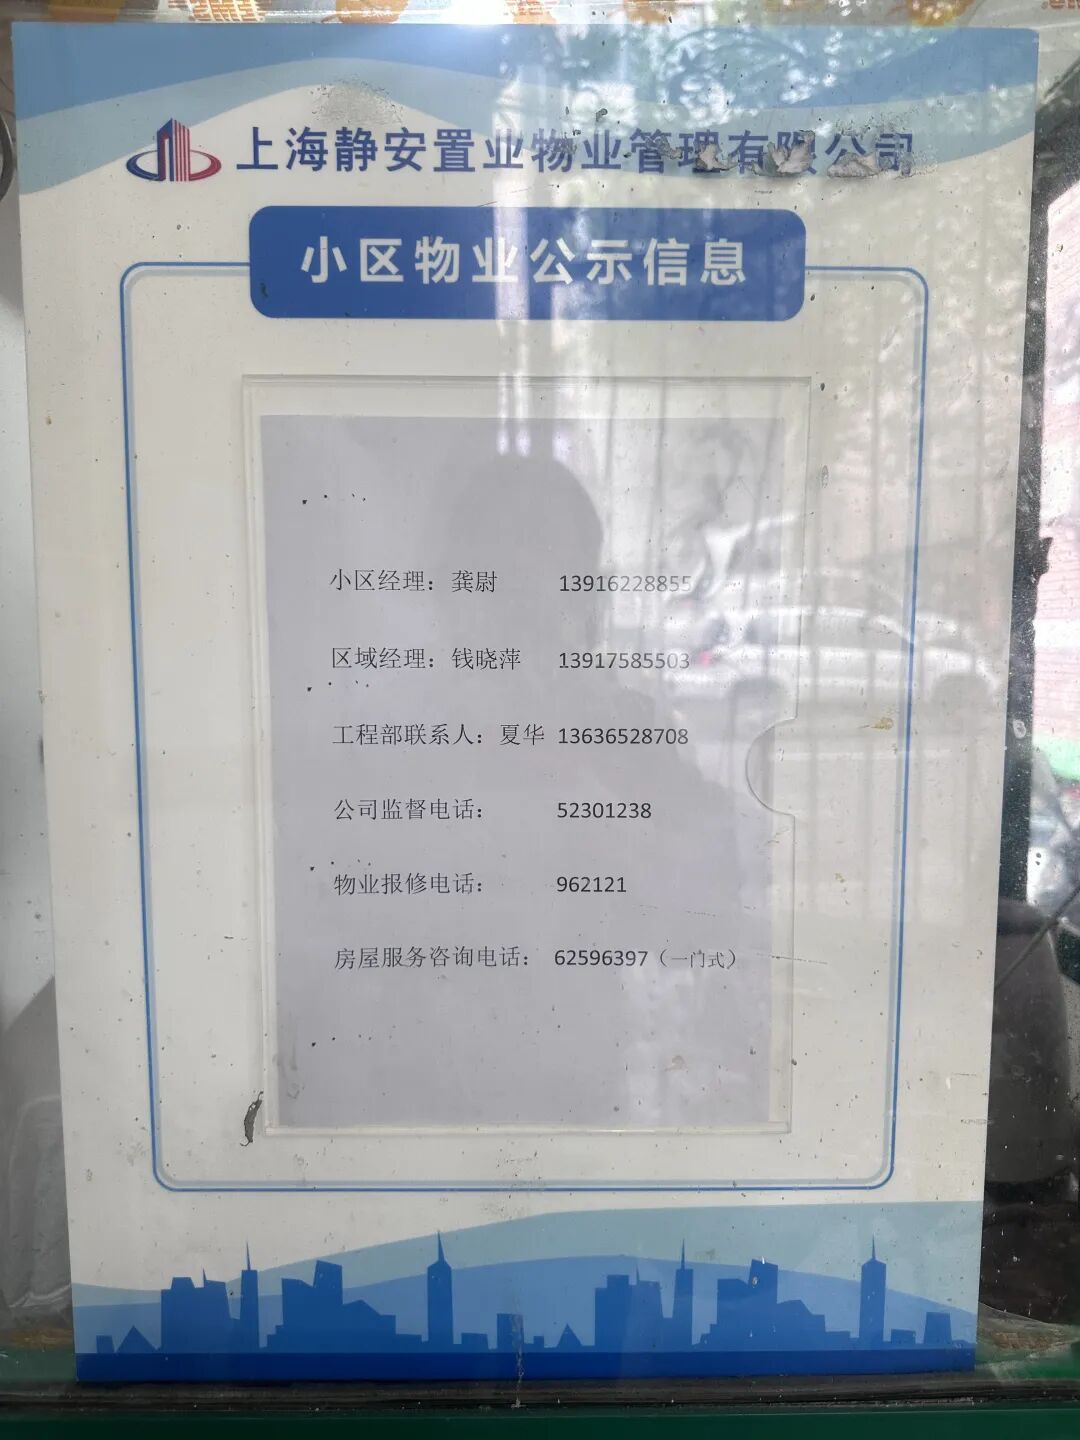 上海静安置业物业管理有限公司
小区物业公示信息
小区经理：龚尉 13916228855
区域经理：钱晓萍 13917585503
工程部联系人：夏华 13636528708
公司监督电话： 52301238
物业报修电话： 962121
房屋服务咨询电话： 62596397（一门式）